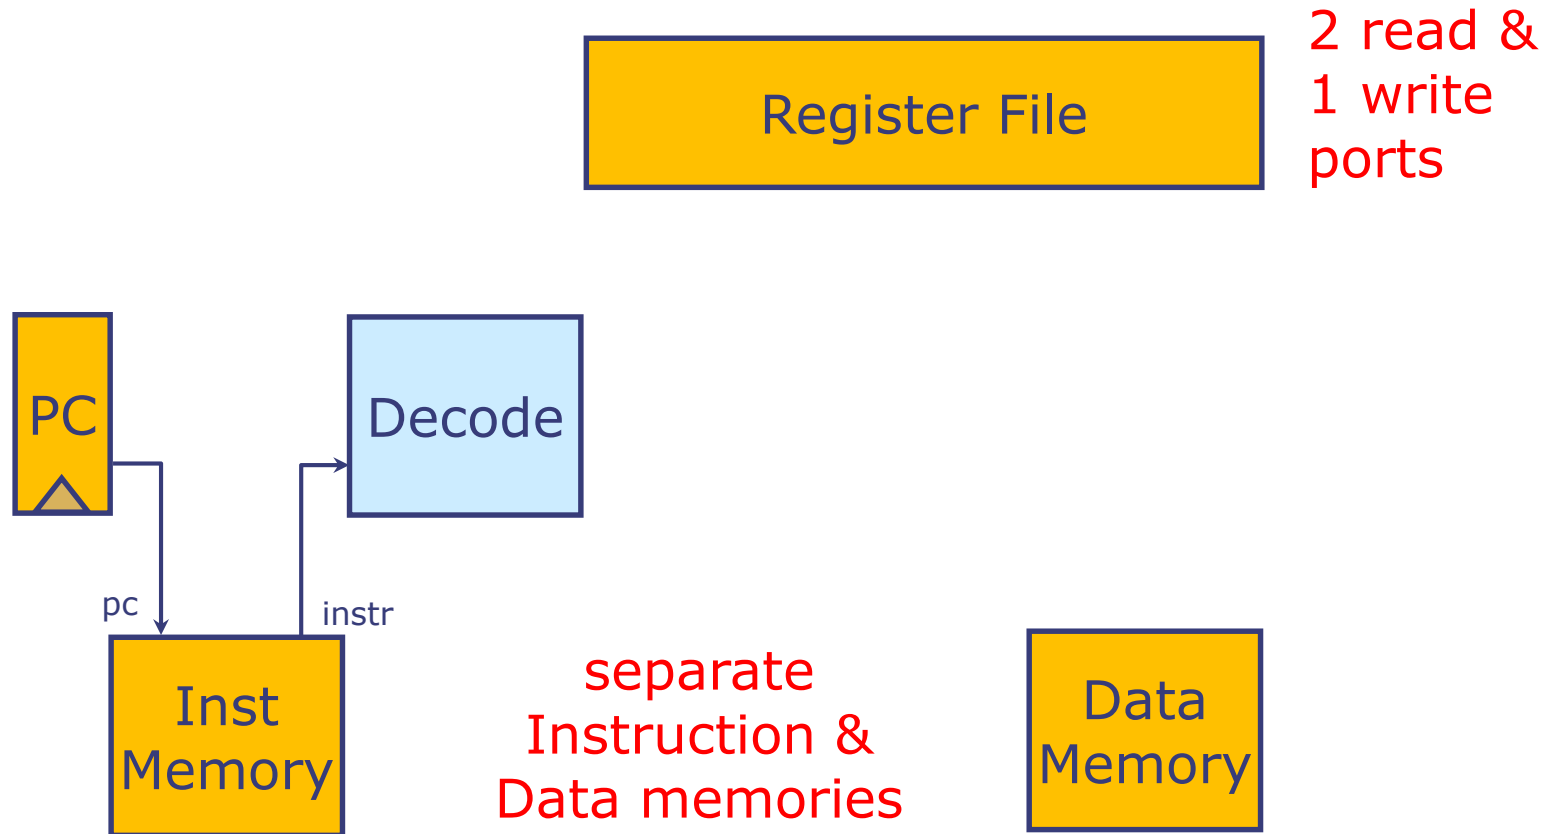 Register File
2 read &
1 write
ports
PC
Decode
pc
instr
Inst
Memory
separate
Instruction &
Data memories
Data
Memory